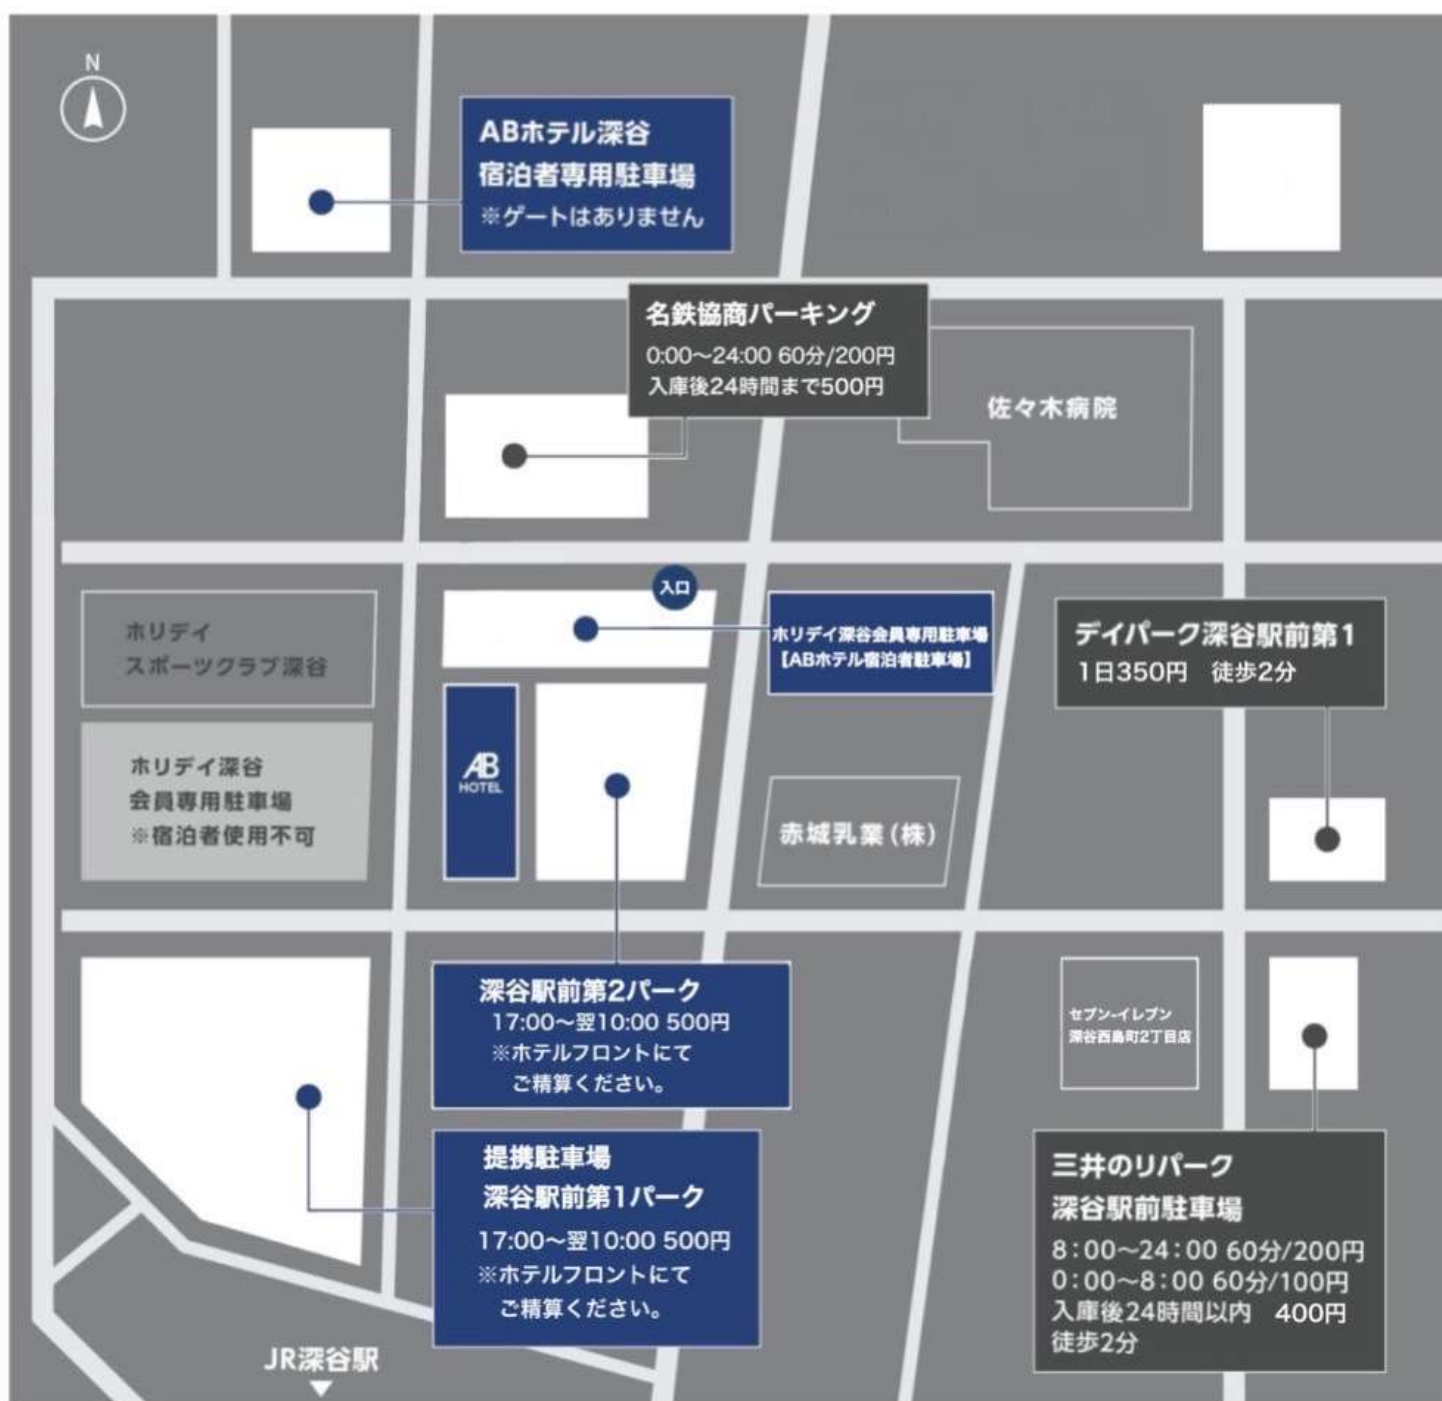 N
ABホテル深谷
宿泊者専用駐車場
※ゲートはありません
名鉄協商パーキング
0:00〜24:00 60分/200円
入庫後24時間まで500円
佐々木病院
入口
ホリデイ
スポーツクラブ深谷
ホリデイ深谷会員専用駐車場
【ABホテル宿泊者駐車場】
デイパーク深谷駅前第1
1日350円　徒歩2分
ホリデイ深谷
会員専用駐車場
※宿泊者使用不可
AB
HOTEL
赤城乳業(株)
深谷駅前第2パーク
17:00〜翌10:00 500円
※ホテルフロントにて
ご精算ください。
セブン-イレブン
深谷西島町2丁目店
提携駐車場
深谷駅前第1パーク
17:00〜翌10:00 500円
※ホテルフロントにて
ご精算ください。
三井のリパーク
深谷駅前駐車場
8:00〜24:00 60分/200円
0:00〜8:00 60分/100円
入庫後24時間以内　400円
徒歩2分
JR深谷駅